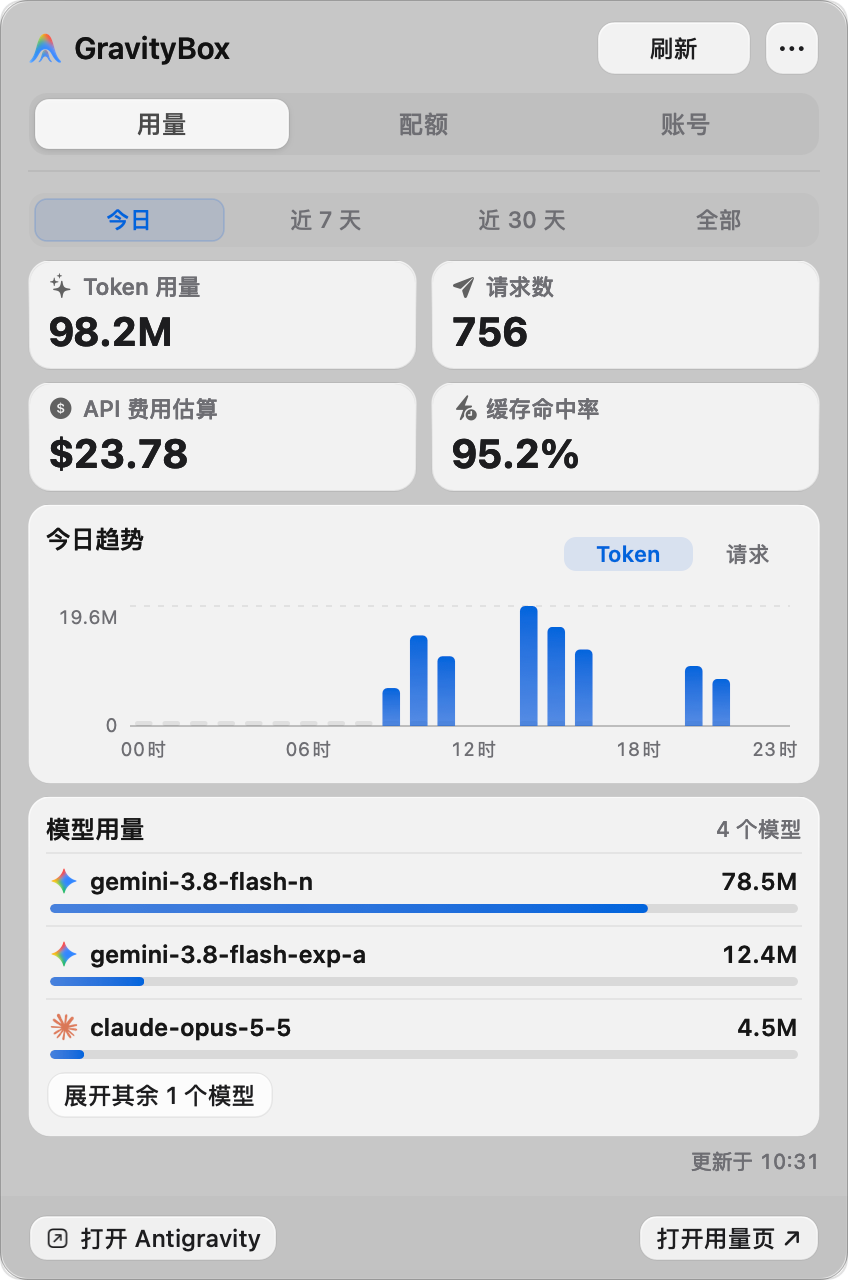 GravityBox
刷新
用量
配额
账号
今日
近 7 天
近 30 天
全部
Token 用量
98.2M
请求数
756
API 费用估算
$23.78
缓存命中率
95.2%
今日趋势
Token
请求
19.6M
0
00时
06时
12时
18时
23时
模型用量
4 个模型
gemini-3.8-flash-n
78.5M
gemini-3.8-flash-exp-a
12.4M
claude-opus-5-5
4.5M
展开其余 1 个模型
更新于 10:31
打开 Antigravity
打开用量页